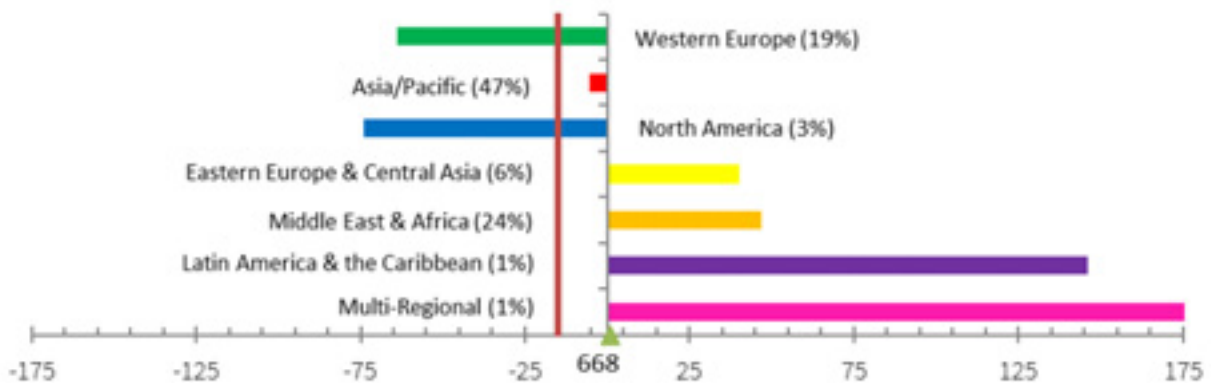 Western Europe (19%)
Asia/Pacific (47%)
North America (3%)
Eastern Europe & Central Asia (6%)
Middle East & Africa (24%)
Latin America & the Caribbean (1%)
Multi-Regional (1%)
-175 -125 -75 -25 668 25 75 125 175